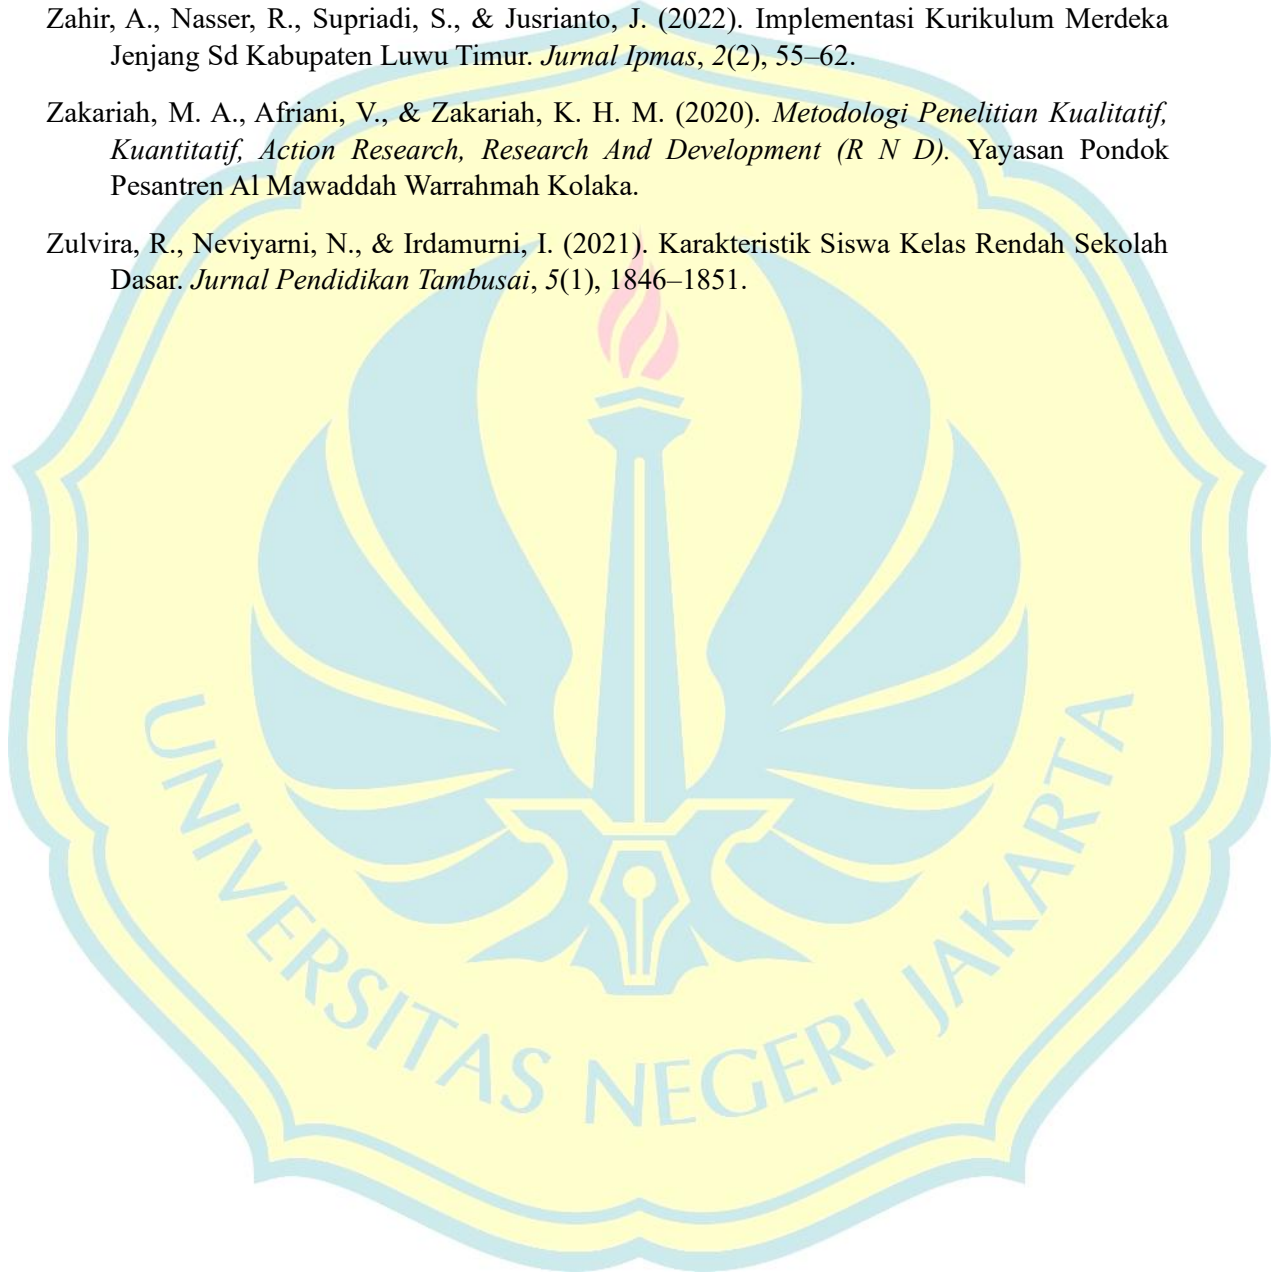 Zahir, A., Nasser, R., Supriadi, S., & Jusrianto, J. (2022). Implementasi Kurikulum Merdeka
Jenjang Sd Kabupaten Luwu Timur. Jurnal Ipmas, 2(2), 55–62.
Zakariah, M. A., Afriani, V., & Zakariah, K. H. M. (2020). Metodologi Penelitian Kualitatif,
Kuantitatif, Action Research, Research And Development (R N D). Yayasan Pondok
Pesantren Al Mawaddah Warrahmah Kolaka.
Zulvira, R., Neviyarni, N., & Irdamurni, I. (2021). Karakteristik Siswa Kelas Rendah Sekolah
Dasar. Jurnal Pendidikan Tambusai, 5(1), 1846–1851.
UNIVERSITAS NEGERI JAKARTA